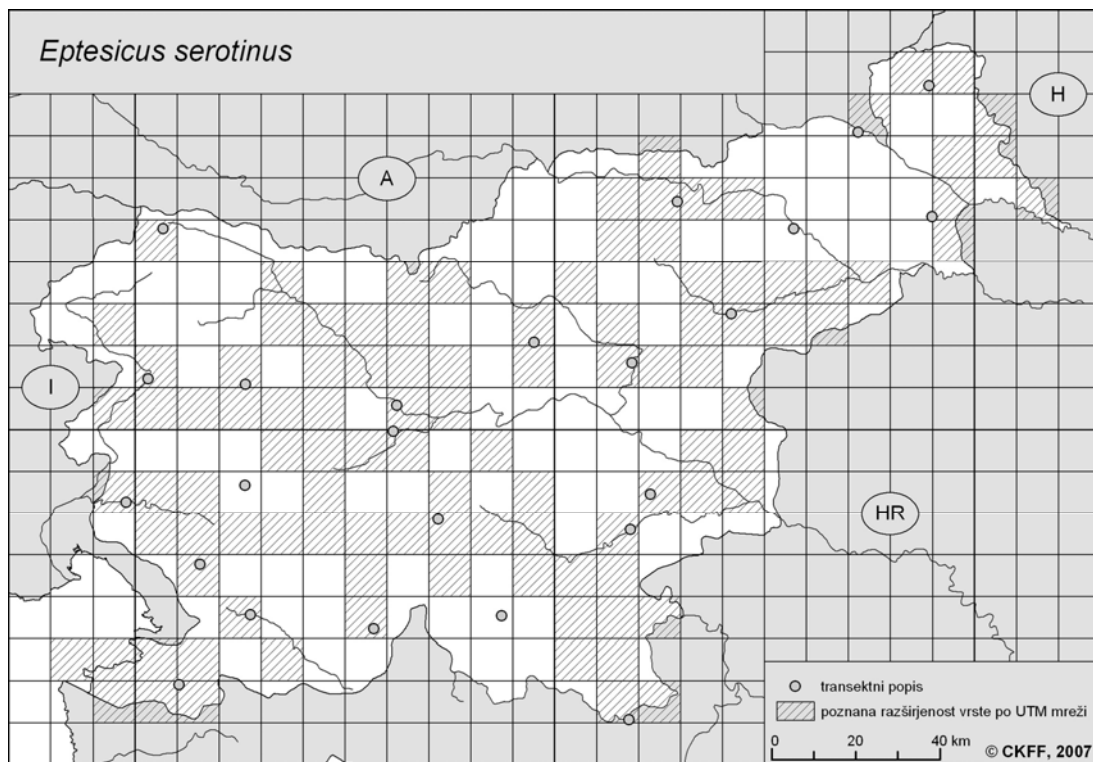 Eptesicus serotinus
H
A
I
HR
transektni popis
poznana razširjenost vrste po UTM mreži
0 20 40 km
© CKFF, 2007